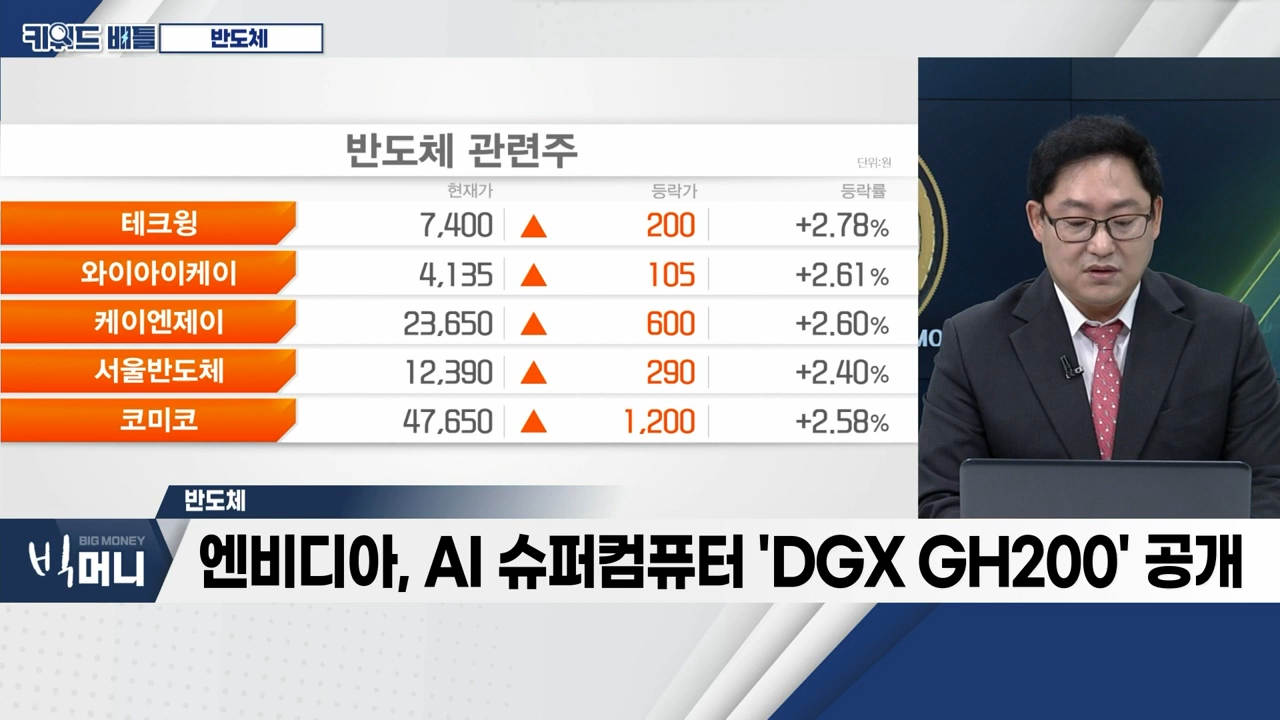 키워드 배틀 반도체
반도체 관련주
단위:원
현재가 등락가 등락률
테크윙 7,400 ▲ 200 +2.78%
와이아이케이 4,135 ▲ 105 +2.61%
케이엔제이 23,650 ▲ 600 +2.60%
서울반도체 12,390 ▲ 290 +2.40%
코미코 47,650 ▲ 1,200 +2.58%
MO
반도체
BIG MONEY
빅머니
엔비디아, AI 슈퍼컴퓨터 'DGX GH200' 공개